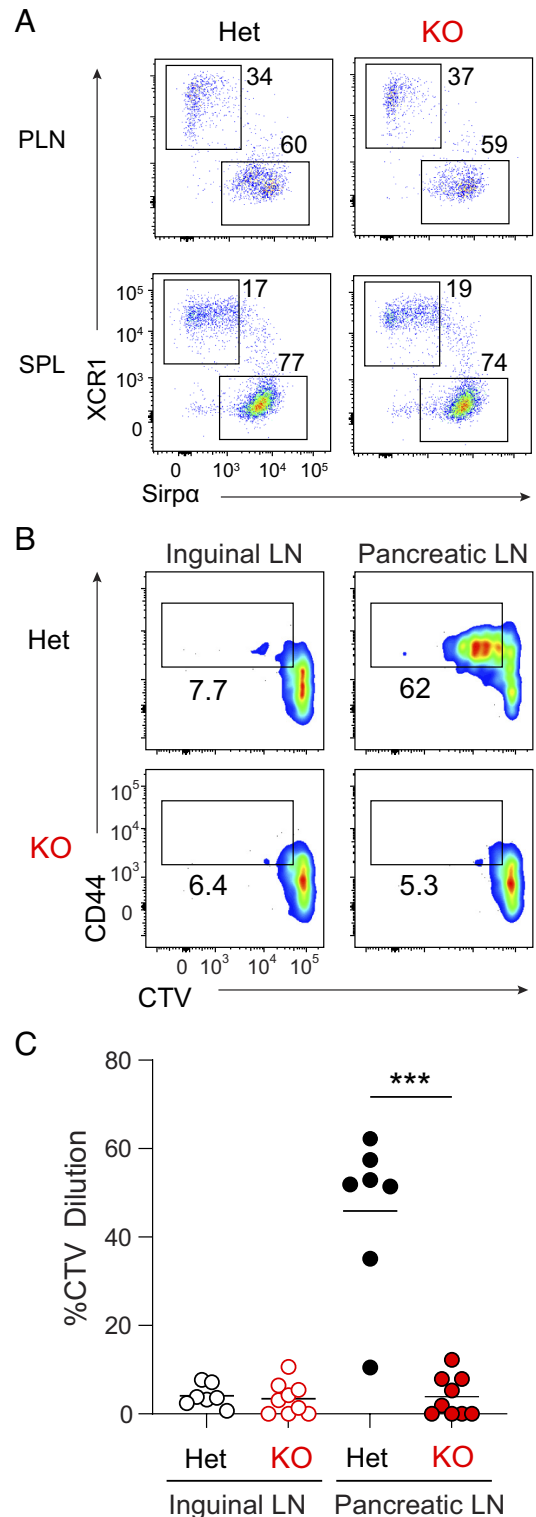 A
Het KO
PLN
34
60
37
59
SPL
XCR1
10⁵
10⁴
10³
0
17
77
19
74
0 10³ 10⁴ 10⁵
Sirpα
B
Inguinal LN Pancreatic LN
Het
7.7
62
KO
CD44
10⁵
10⁴
10³
0
6.4
5.3
0 10³ 10⁴ 10⁵
CTV
C
%CTV Dilution
80
60
40
20
0
***
Het KO Het KO
Inguinal LN Pancreatic LN